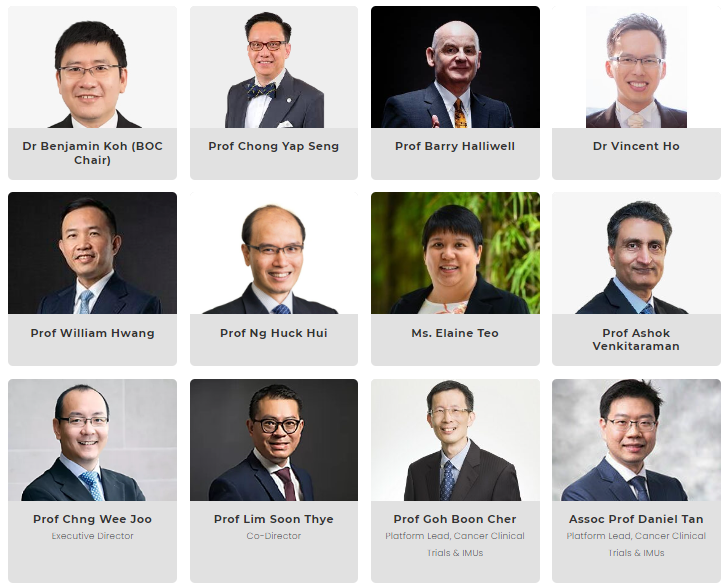 Dr Benjamin Koh (BOC
Chair)
Prof Chong Yap Seng
Prof Barry Halliwell
Dr Vincent Ho
Prof William Hwang
Prof Ng Huck Hui
Ms. Elaine Teo
Prof Ashok
Venkitaraman
Prof Chng Wee Joo
Executive Director
Prof Lim Soon Thye
Co-Director
Prof Goh Boon Cher
Platform Lead, Cancer Clinical
Trials & IMUs
Assoc Prof Daniel Tan
Platform Lead, Cancer Clinical
Trials & IMUs